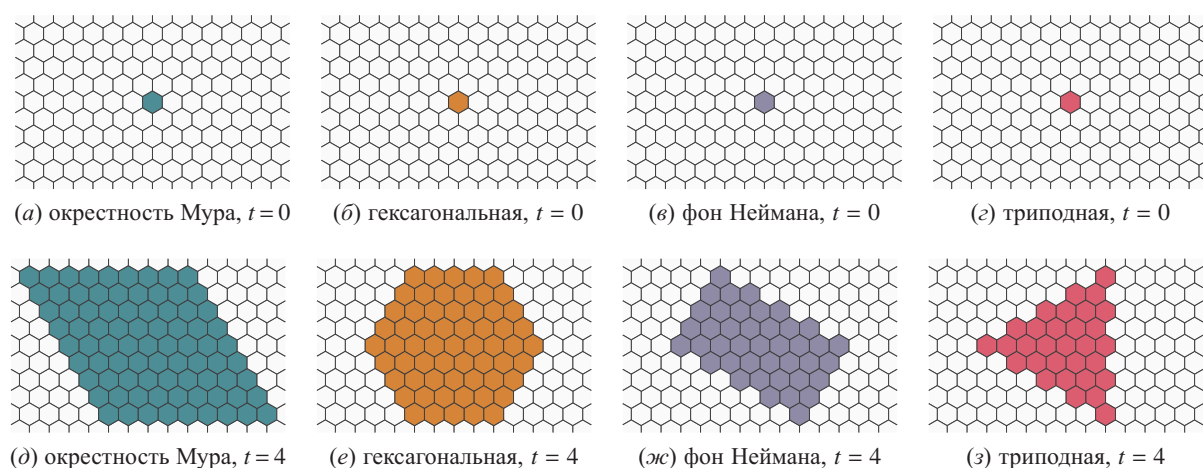 (а) окрестность Мура, t = 0
(б) гексагональная, t = 0
(в) фон Неймана, t = 0
(г) триподная, t = 0
(д) окрестность Мура, t = 4
(е) гексагональная, t = 4
(ж) фон Неймана, t = 4
(з) триподная, t = 4